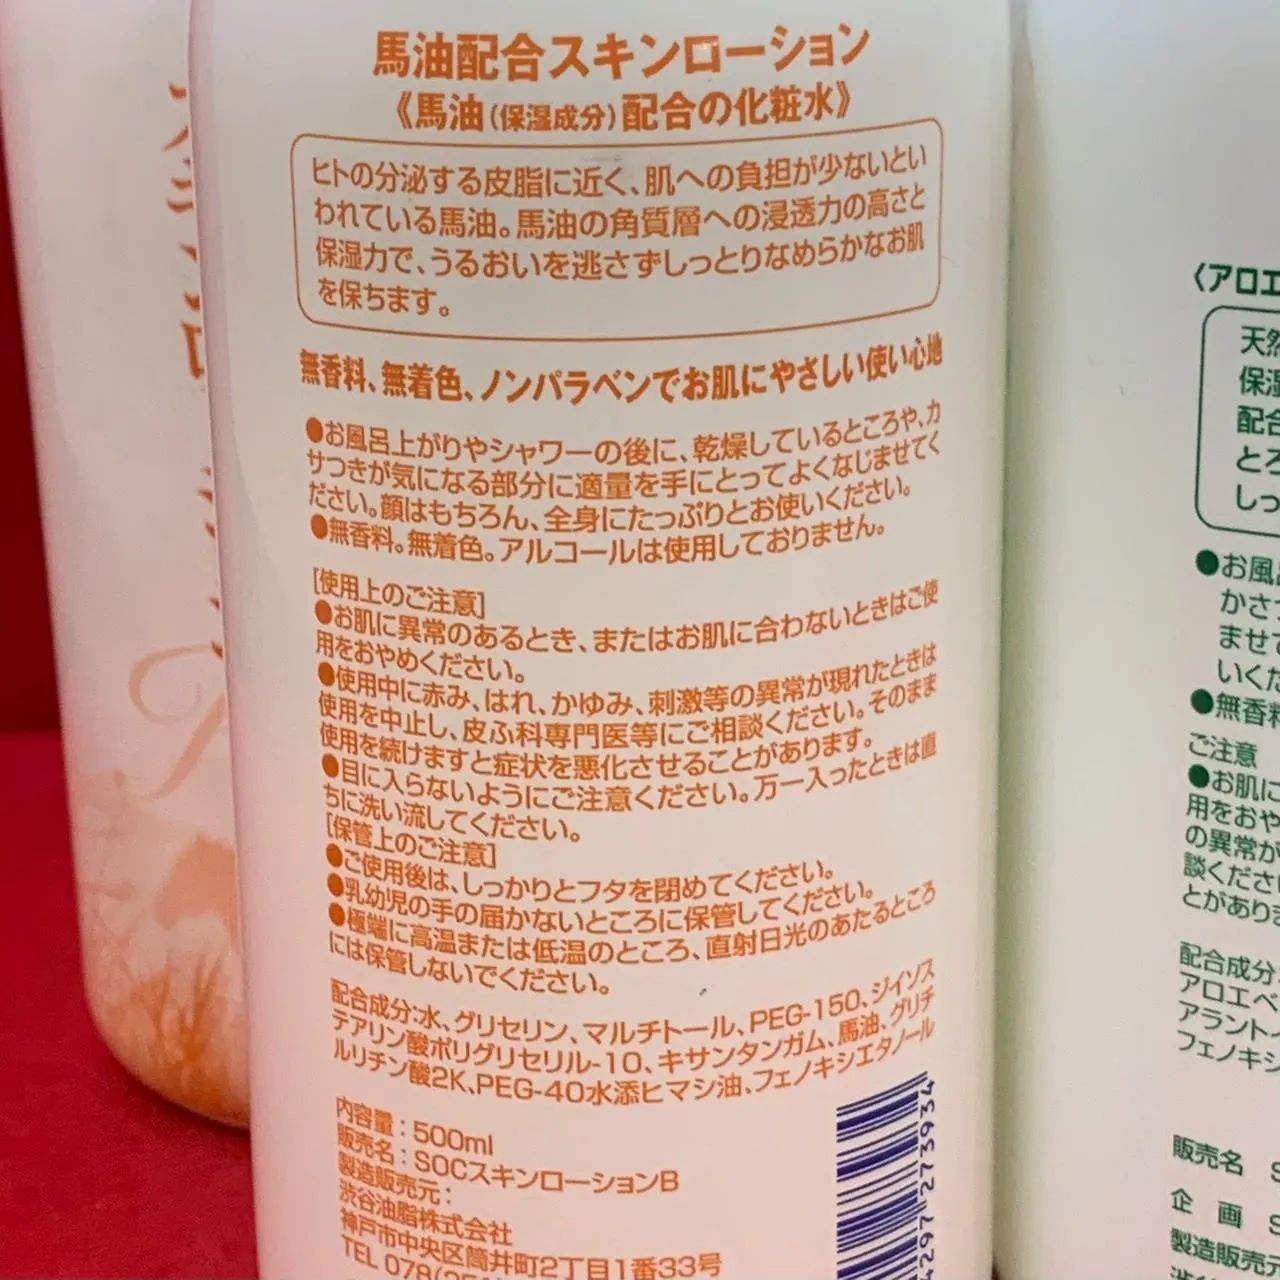 馬油配合スキンローション
《馬油(保湿成分)配合の化粧水》
ヒトの分泌する皮脂に近く、肌への負担が少ないとい
われている馬油。馬油の角質層への浸透力の高さと
保湿力で、うるおいを逃さずしっとりなめらかなお肌
を保ちます。
無香料、無着色、ノンパラベンでお肌にやさしい使い心地
●お風呂上がりやシャワーの後に、乾燥しているところや、カ
サつきが気になる部分に適量を手にとってよくなじませてく
ださい。顔はもちろん、全身にたっぷりとお使いください。
●無香料。無着色。アルコールは使用しておりません。
[使用上のご注意]
●お肌に異常のあるとき、またはお肌に合わないときはご使
用をおやめください。
●使用中に赤み、はれ、かゆみ、刺激等の異常が現れたときは
使用を中止し、皮ふ科専門医等にご相談ください。そのまま
使用を続けますと症状を悪化させることがあります。
●目に入らないようにご注意ください。万一入ったときは直
ちに洗い流してください。
[保管上のご注意]
●ご使用後は、しっかりとフタを閉めてください。
●乳幼児の手の届かないところに保管してください。
●極端に高温または低温のところ、直射日光のあたるところ
には保管しないでください。
配合成分:水、グリセリン、マルチトール、PEG-150、ジイソス
テアリン酸ポリグリセリル-10、キサンタンガム、馬油、グリチ
ルリチン酸2K、PEG-40水添ヒマシ油、フェノキシエタノール
内容量:500ml
販売名:SOCスキンローションB
製造販売元:
渋谷油脂株式会社
神戸市中央区筒井町2丁目1番33号
TEL 078(
4297 273934
〈アロエ
天然
保湿
配合
とろ
しっ
●お風呂
かさつ
ませて
いくだ
●無香料
ご注意
●お肌に
用をおや
の異常が
談ください
とがありま
配合成分
アロエベ
アラント
フェノキシ
販売名 S
企 画 S
製造販売元